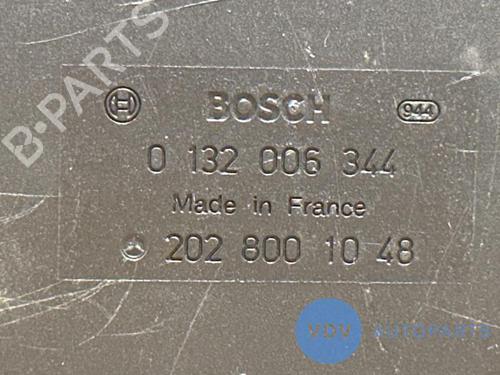 B-PARTS
BOSCH 944
0 132 006 344
Made in France
202 800 10 48
VDV AUTOPARTS